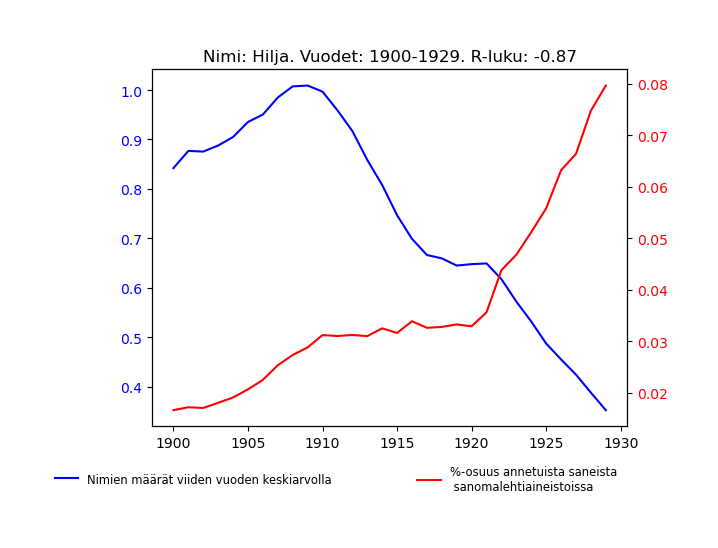 Nimi: Hilja. Vuodet: 1900-1929. R-luku: -0.87
1.0
0.9
0.8
0.7
0.6
0.5
0.4
0.08
0.07
0.06
0.05
0.04
0.03
0.02
1900 1905 1910 1915 1920 1925 1930
Nimien määrät viiden vuoden keskiarvolla
%-osuus annetuista saneista
sanomalehtiaineistoissa